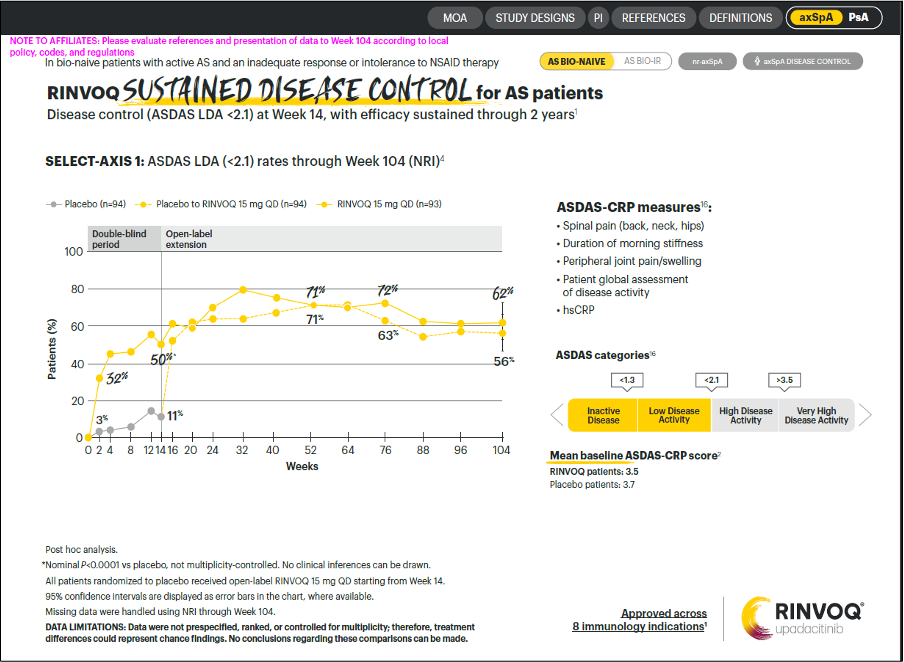 MOA
STUDY DESIGNS
PI
REFERENCES
DEFINITIONS
axSpA
PsA
NOTE TO AFFILIATES: Please evaluate references and presentation of data to Week 104 according to local
policy, codes, and regulations
In bio-naive patients with active AS and an inadequate response or intolerance to NSAID therapy
AS BIO-NAIVE
AS BIO-IR
nr-axSpA
axSpA DISEASE CONTROL
RINVOQ SUSTAINED DISEASE CONTROL for AS patients
Disease control (ASDAS LDA <2.1) at Week 14, with efficacy sustained through 2 years¹
SELECT-AXIS 1: ASDAS LDA (<2.1) rates through Week 104 (NRI)⁴
Placebo (n=94)
Placebo to RINVOQ 15 mg QD (n=94)
RINVOQ 15 mg QD (n=93)
Double-blind
period
Open-label
extension
Patients (%)
100
80
60
40
20
0
32%
50%*
3%
11%
71%
71%
72%
63%
62%
56%
0 2 4 8 12 14 16 20 24 32 40 52 64 76 88 96 104
Weeks
ASDAS-CRP measures¹⁶:
• Spinal pain (back, neck, hips)
• Duration of morning stiffness
• Peripheral joint pain/swelling
• Patient global assessment
of disease activity
• hsCRP
ASDAS categories¹⁶
<1.3
<2.1
>3.5
Inactive
Disease
Low Disease
Activity
High Disease
Activity
Very High
Disease Activity
Mean baseline ASDAS-CRP score²
RINVOQ patients: 3.5
Placebo patients: 3.7
Post hoc analysis.
*Nominal P<0.0001 vs placebo, not multiplicity-controlled. No clinical inferences can be drawn.
All patients randomized to placebo received open-label RINVOQ 15 mg QD starting from Week 14.
95% confidence intervals are displayed as error bars in the chart, where available.
Missing data were handled using NRI through Week 104.
DATA LIMITATIONS: Data were not prespecified, ranked, or controlled for multiplicity; therefore, treatment
differences could represent chance findings. No conclusions regarding these comparisons can be made.
Approved across
8 immunology indications¹
RINVOQ®
upadacitinib